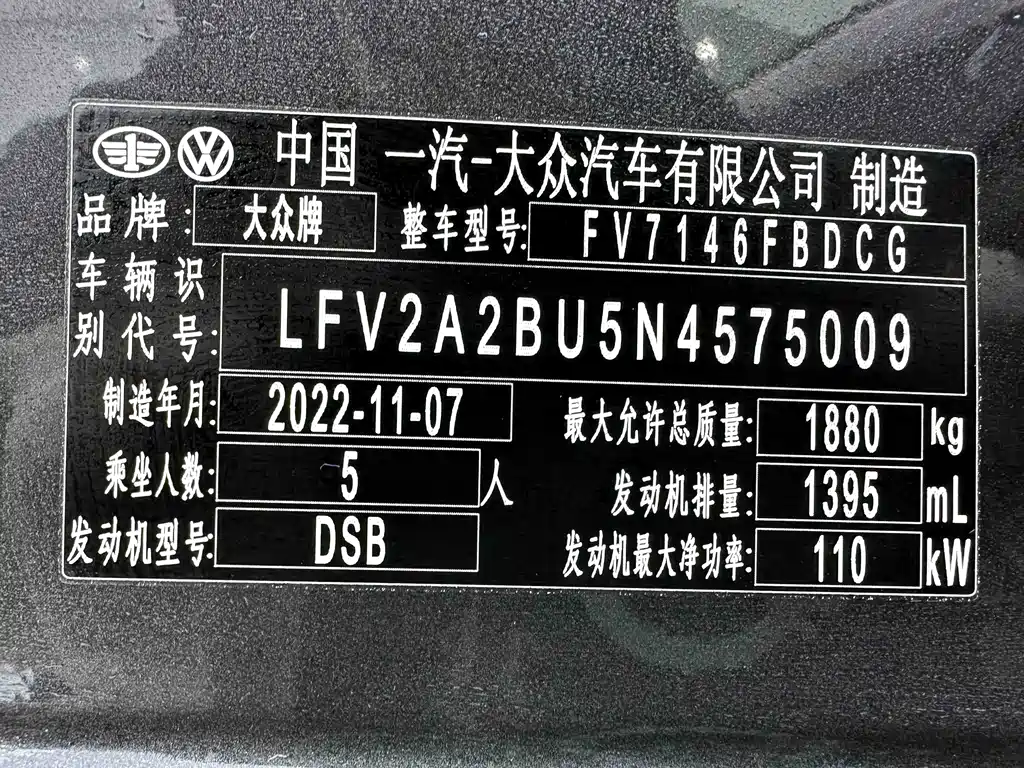 中国 一汽-大众汽车有限公司 制造
品牌: 大众牌 整车型号: FV7146FBDCG
车辆识别代号: LFV2A2BU5N4575009
制造年月: 2022-11-07 最大允许总质量: 1880 kg
乘坐人数: 5 人 发动机排量: 1395 mL
发动机型号: DSB 发动机最大净功率: 110 kW